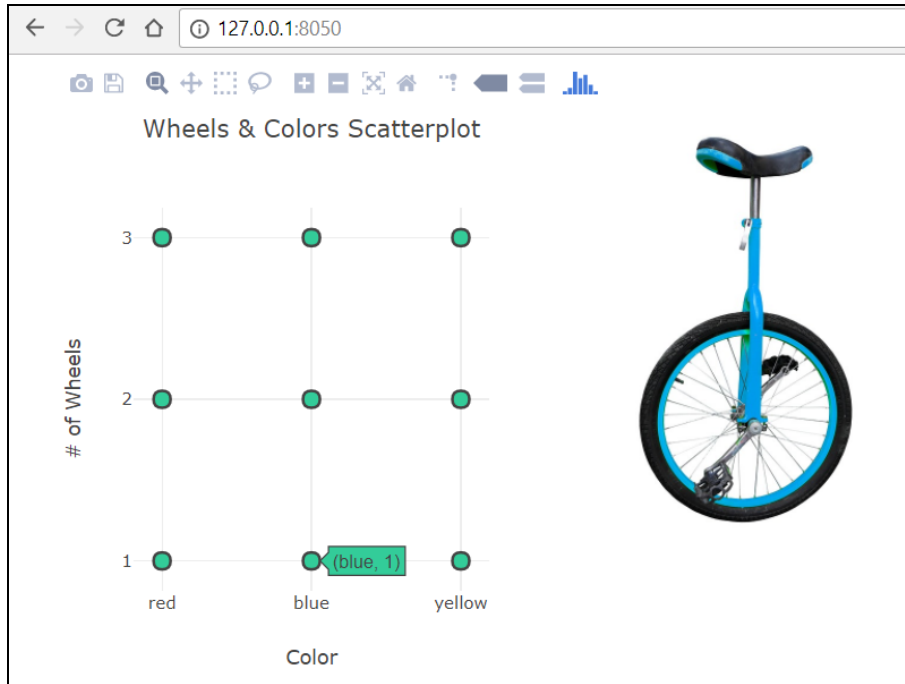 127.0.0.1:8050
Wheels & Colors Scatterplot
3
2
1
# of Wheels
(blue, 1)
red blue yellow
Color